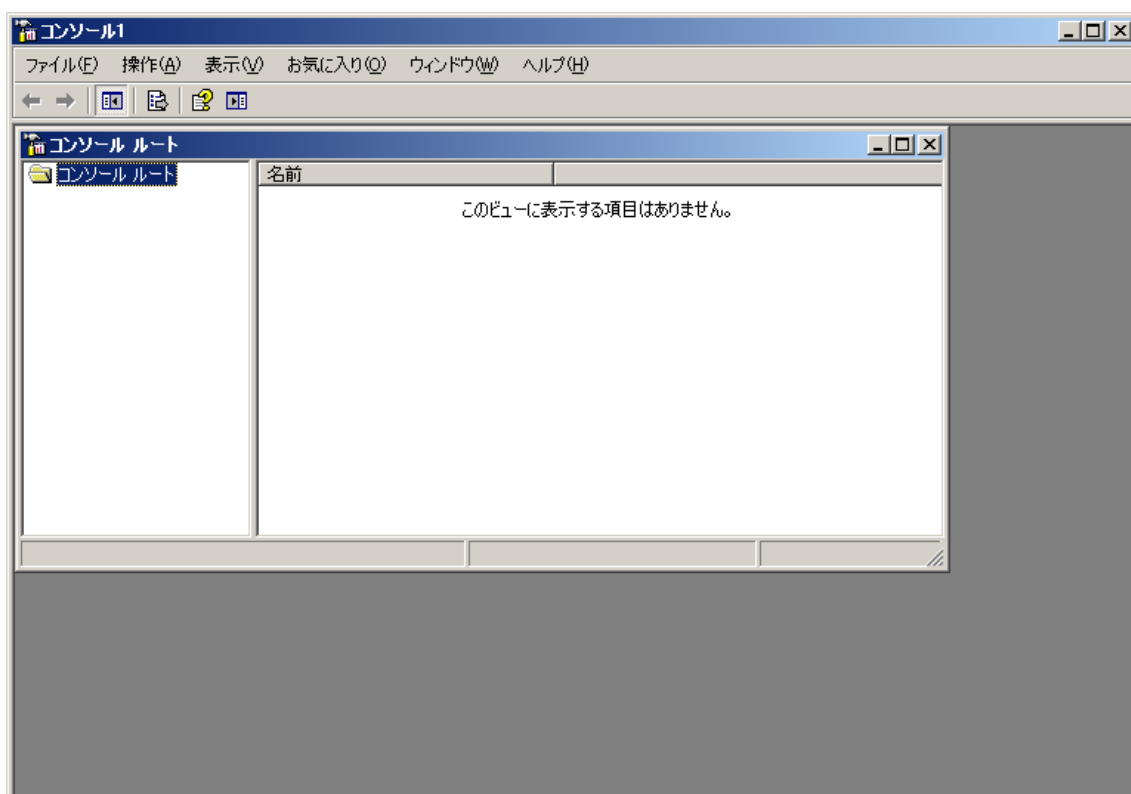 コンソール1
ファイル(F) 操作(A) 表示(V) お気に入り(O) ウィンドウ(W) ヘルプ(H)
コンソール ルート
コンソール ルート
名前
このビューに表示する項目はありません。